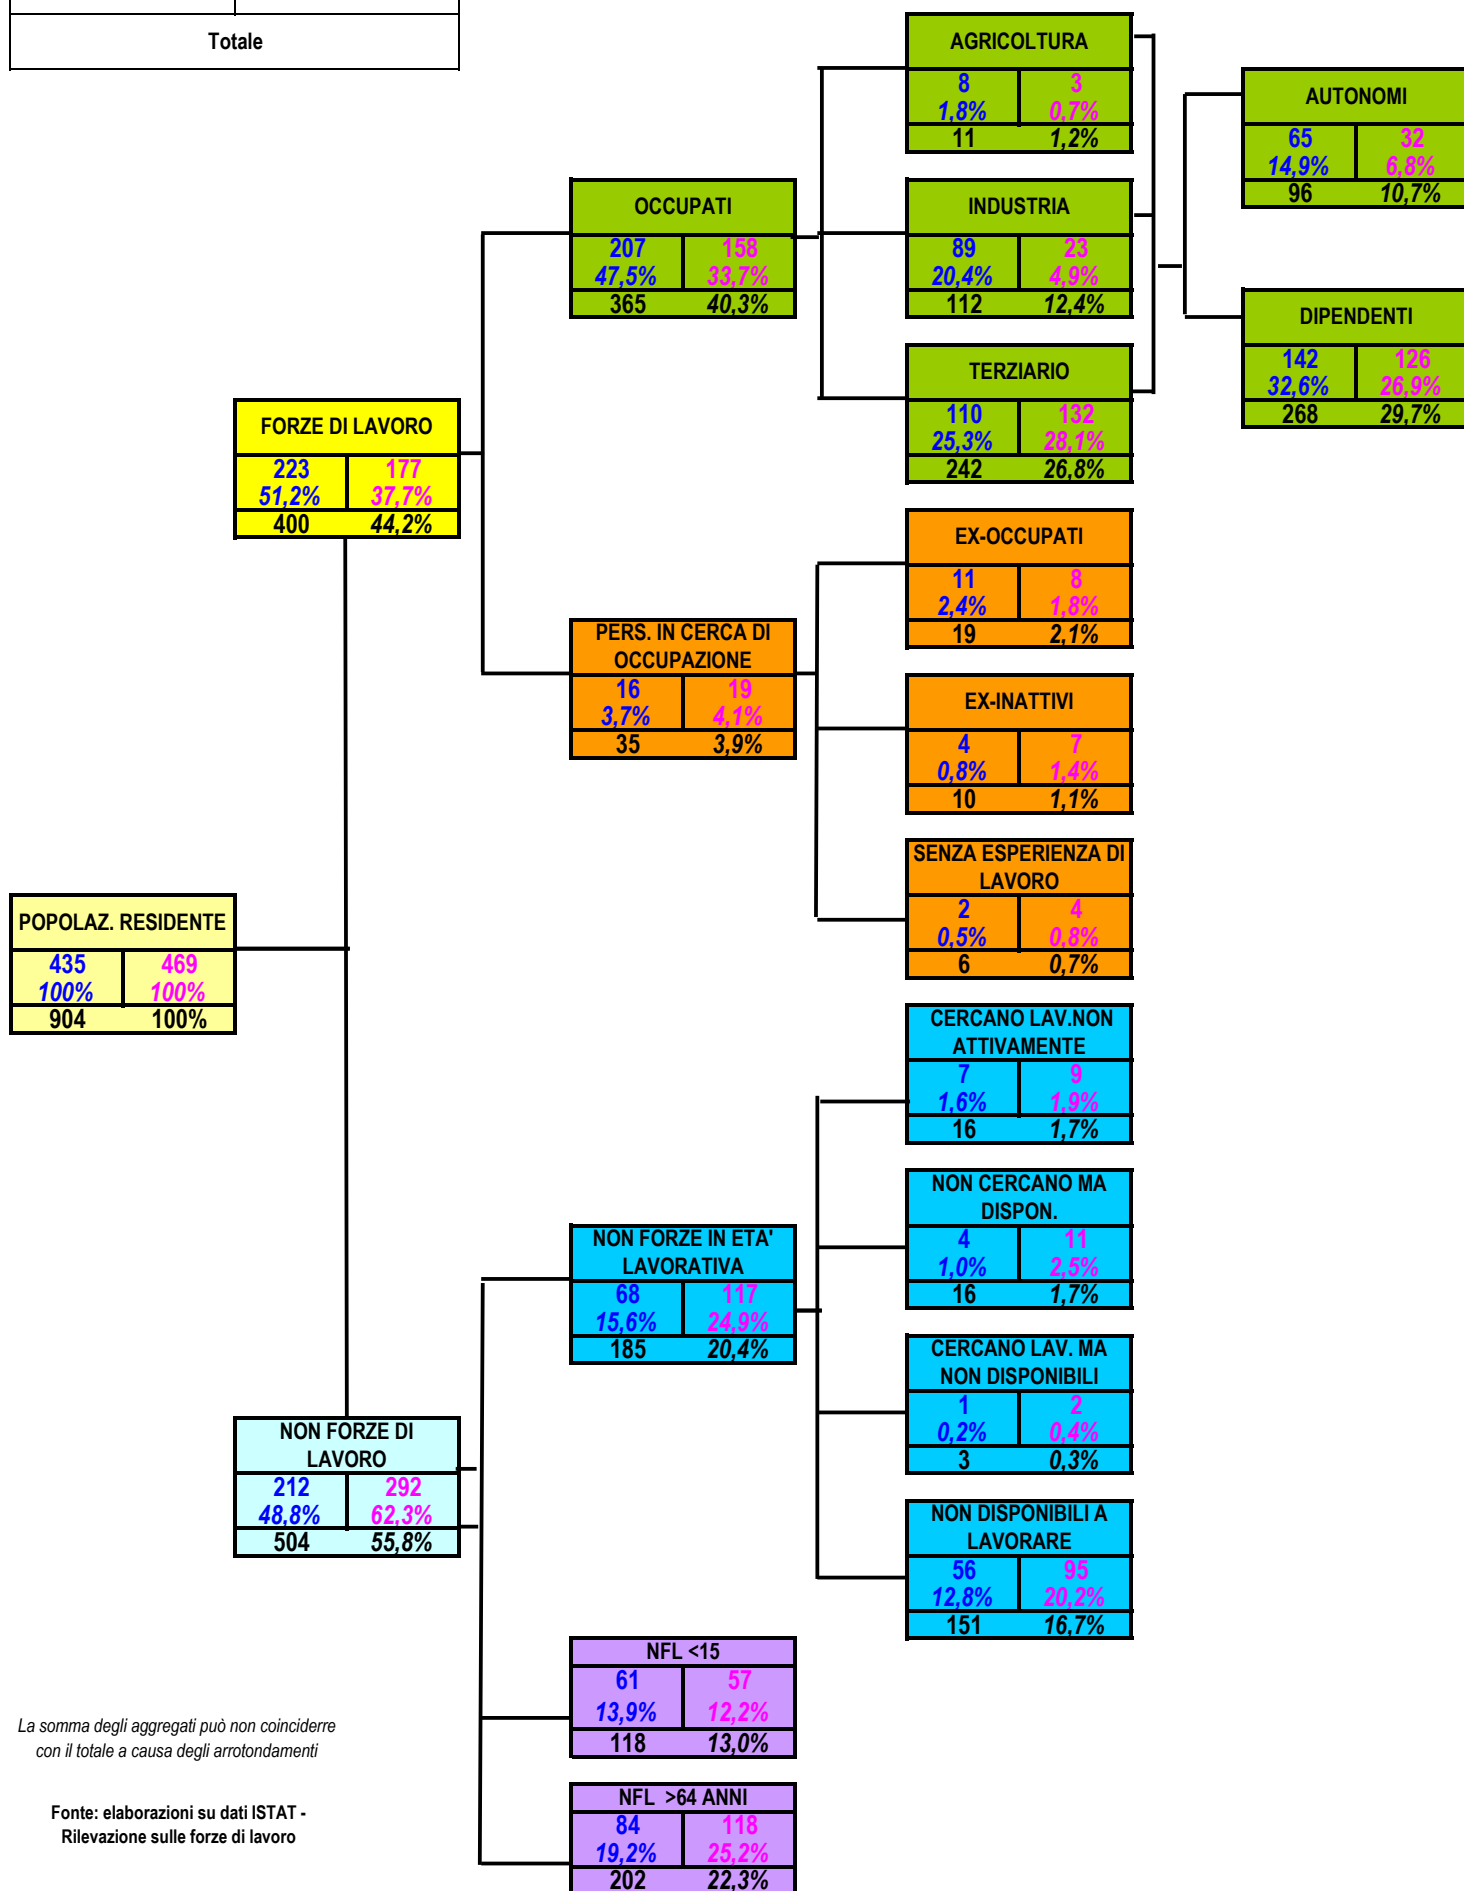 Totale
AGRICOLTURA
8 3
1,8% 0,7%
11 1,2%
AUTONOMI
65 32
14,9% 6,8%
96 10,7%
OCCUPATI
207 158
47,5% 33,7%
365 40,3%
INDUSTRIA
89 23
20,4% 4,9%
112 12,4%
DIPENDENTI
142 126
32,6% 26,9%
268 29,7%
TERZIARIO
110 132
25,3% 28,1%
242 26,8%
FORZE DI LAVORO
223 177
51,2% 37,7%
400 44,2%
EX-OCCUPATI
11 8
2,4% 1,8%
19 2,1%
PERS. IN CERCA DI
OCCUPAZIONE
16 19
3,7% 4,1%
35 3,9%
EX-INATTIVI
4 7
0,8% 1,4%
10 1,1%
SENZA ESPERIENZA DI
LAVORO
2 4
0,5% 0,8%
6 0,7%
POPOLAZ. RESIDENTE
435 469
100% 100%
904 100%
CERCANO LAV.NON
ATTIVAMENTE
7 9
1,6% 1,9%
16 1,7%
NON CERCANO MA
DISPON.
4 11
1,0% 2,5%
16 1,7%
NON FORZE IN ETA'
LAVORATIVA
68 117
15,6% 24,9%
185 20,4%
CERCANO LAV. MA
NON DISPONIBILI
1 2
0,2% 0,4%
3 0,3%
NON FORZE DI
LAVORO
212 292
48,8% 62,3%
504 55,8%
NON DISPONIBILI A
LAVORARE
56 95
12,8% 20,2%
151 16,7%
NFL <15
61 57
13,9% 12,2%
118 13,0%
La somma degli aggregati può non coinciderre
con il totale a causa degli arrotondamenti
NFL >64 ANNI
84 118
19,2% 25,2%
202 22,3%
Fonte: elaborazioni su dati ISTAT -
Rilevazione sulle forze di lavoro